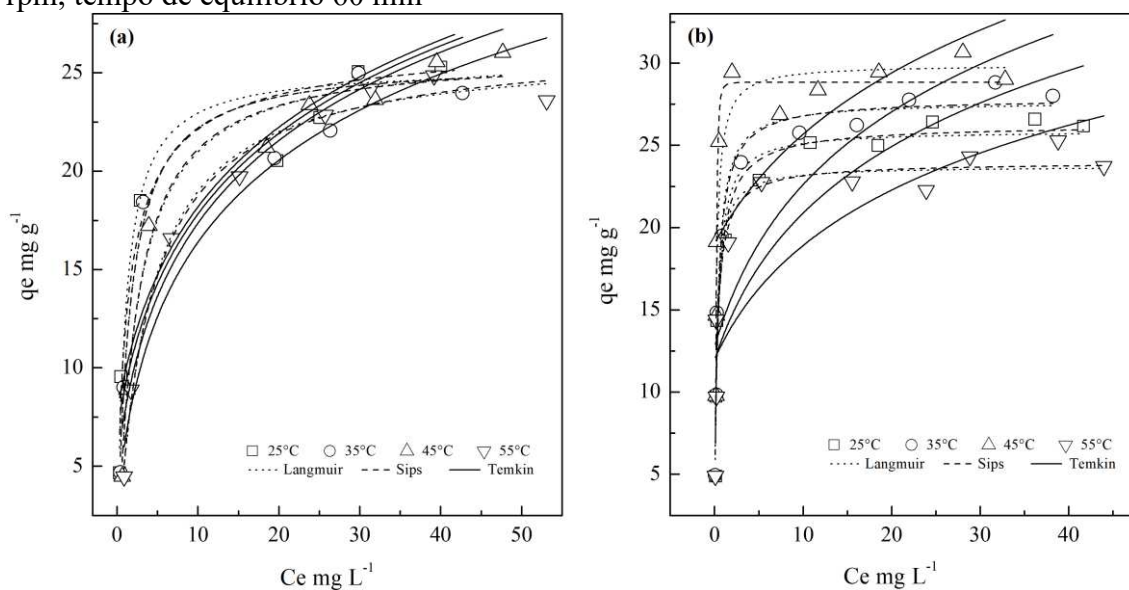 rpm, tempo de equilíbrio 60 min
(a)
25
20
15
10
5
qe mg g⁻¹
0 10 20 30 40 50
Ce mg L⁻¹
25°C 35°C 45°C 55°C
Langmuir Sips Temkin
(b)
30
25
20
15
10
5
qe mg g⁻¹
0 10 20 30 40
Ce mg L⁻¹
25°C 35°C 45°C 55°C
Langmuir Sips Temkin